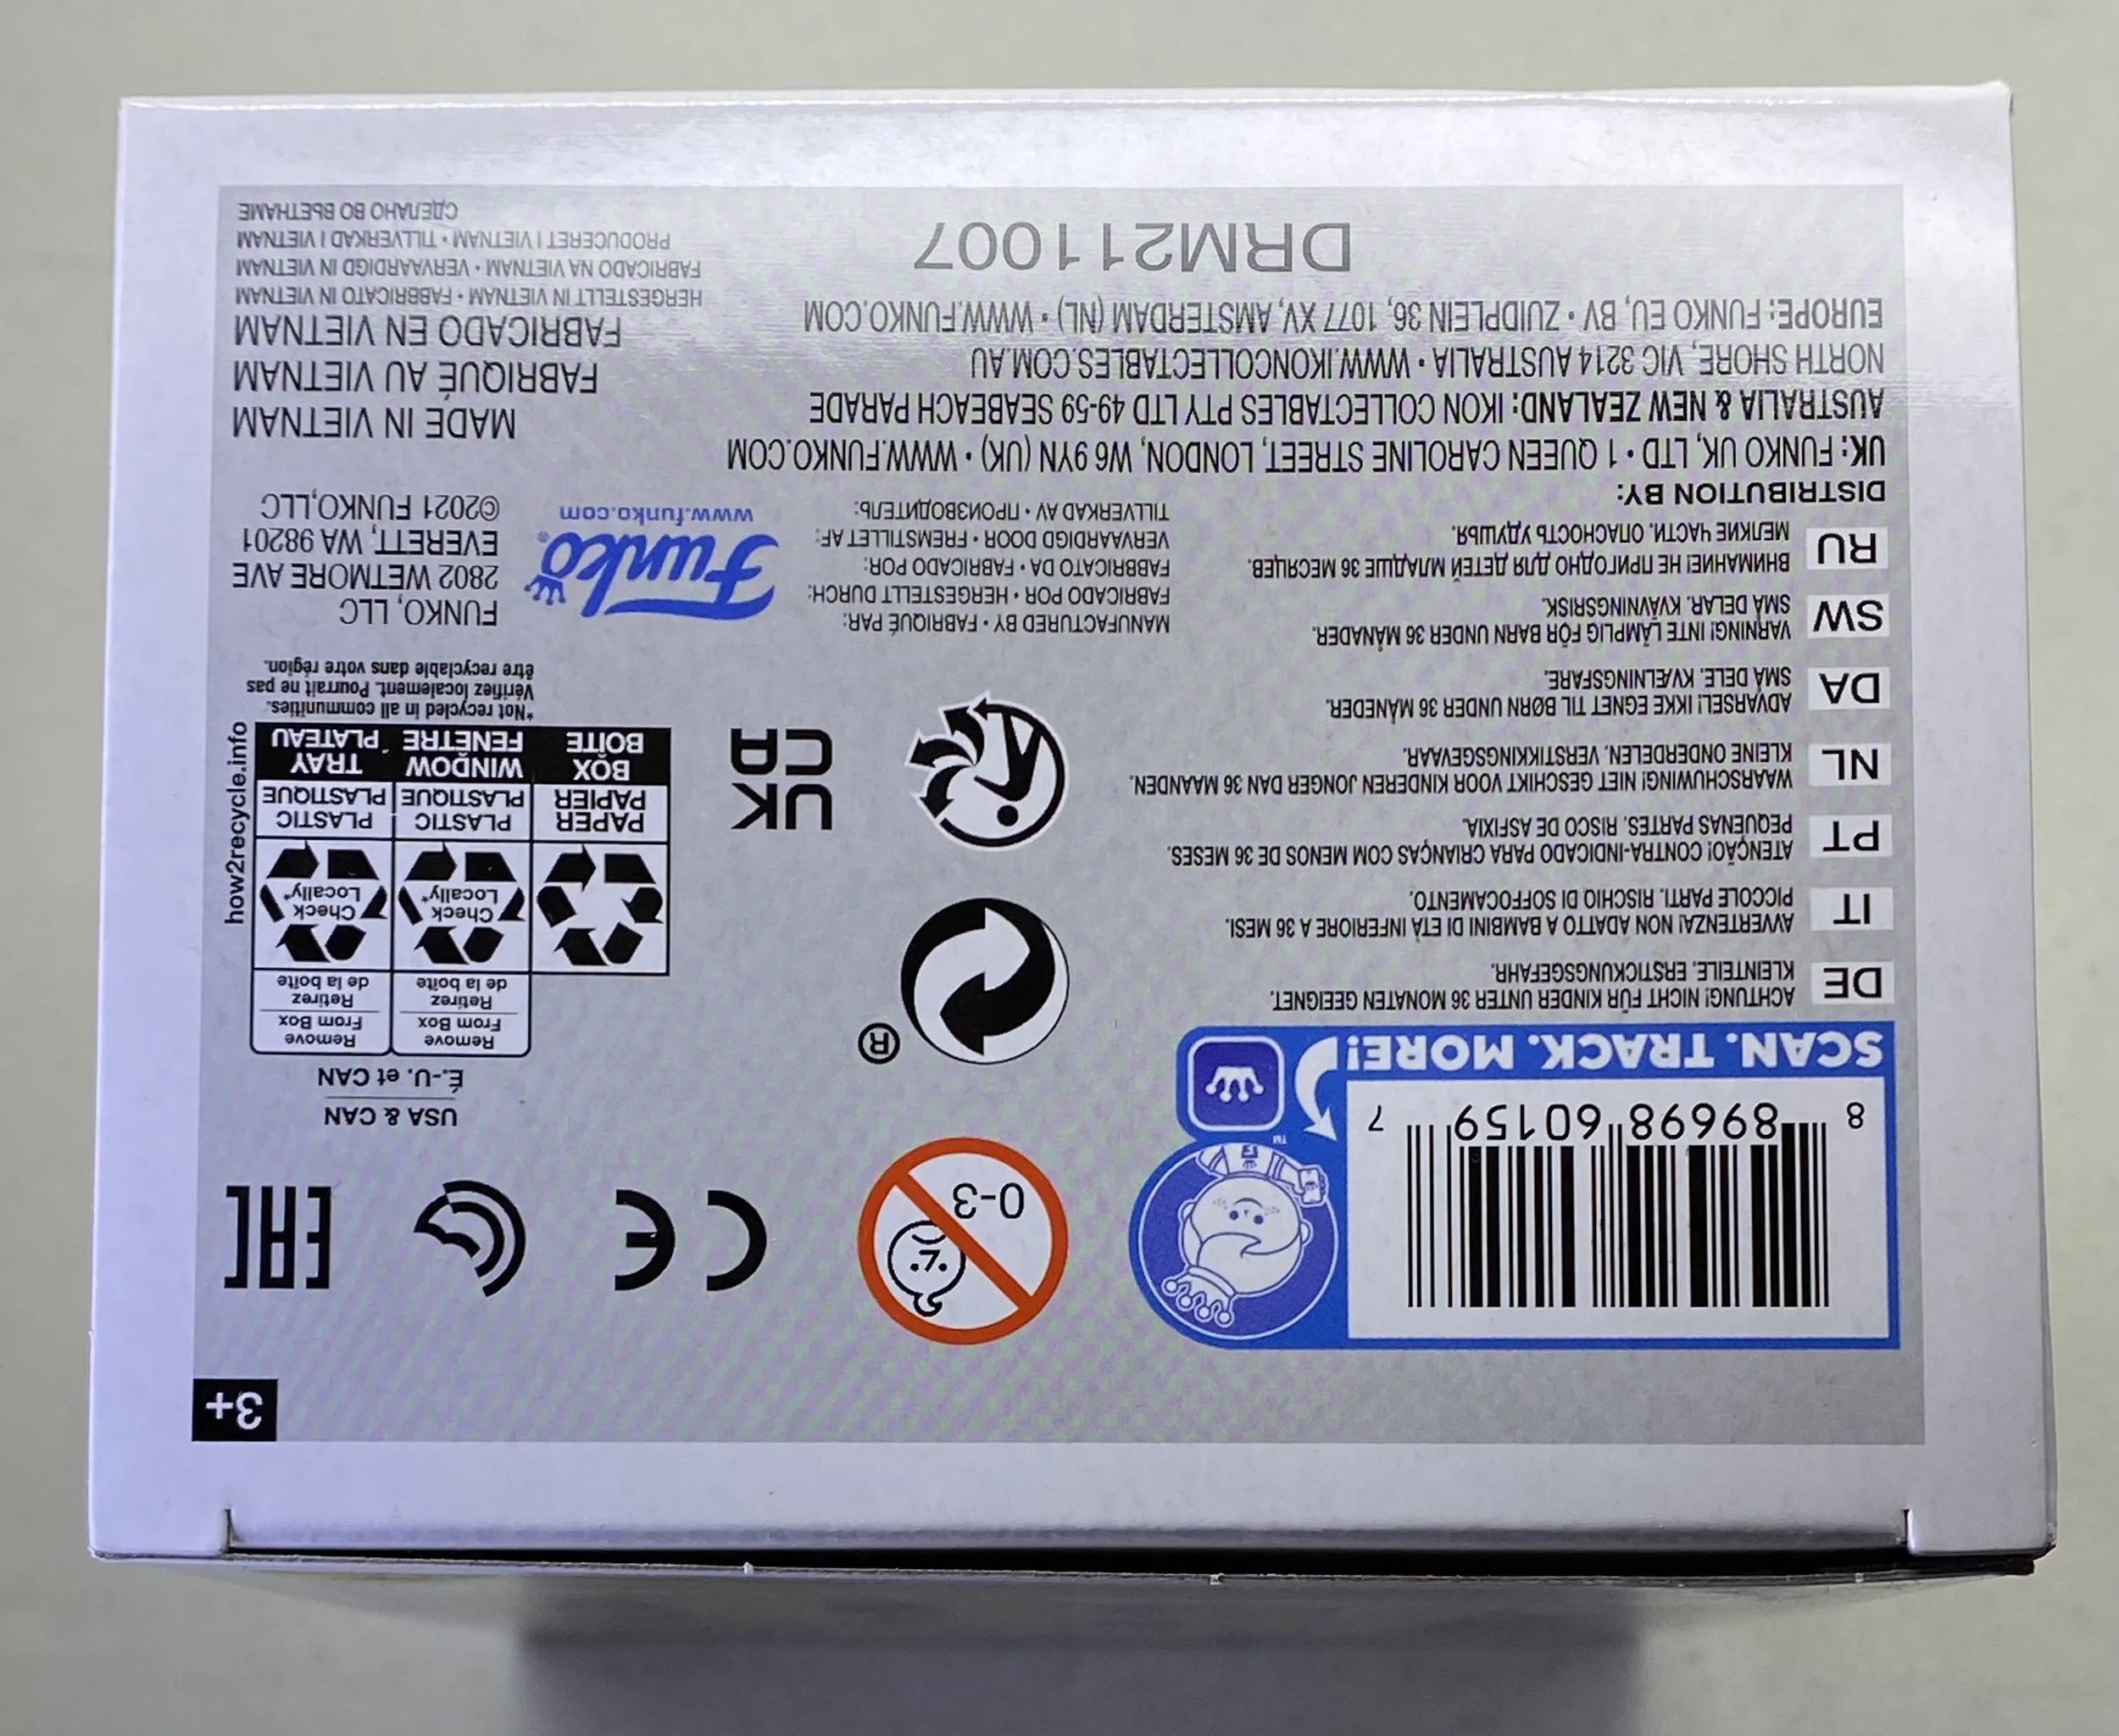 3+
8 89698 60159 7
SCAN. TRACK. MORE!
TM
0-3
CE
EAC
USA & CAN
É.-U. et CAN
Remove
From Box
Retirez
de la boîte
Remove
From Box
Retirez
de la boîte
Check
Locally*
Check
Locally*
PAPER
PAPIER
PLASTIC
PLASTIQUE
PLASTIC
PLASTIQUE
BOX
BOÎTE
WINDOW
FENÊTRE
TRAY
PLATEAU
how2recycle.info
*Not recycled in all communities.
Vérifiez localement. Pourrait ne pas
être recyclable dans votre région.
®
UK
CA
DE
ACHTUNG! NICHT FÜR KINDER UNTER 36 MONATEN GEEIGNET.
KLEINTEILE. ERSTICKUNGSGEFAHR.
IT
AVVERTENZA! NON ADATTO A BAMBINI DI ETÀ INFERIORE A 36 MESI.
PICCOLE PARTI. RISCHIO DI SOFFOCAMENTO.
PT
ATENÇÃO! CONTRA-INDICADO PARA CRIANÇAS COM MENOS DE 36 MESES.
PEQUENAS PARTES. RISCO DE ASFIXIA.
NL
WAARSCHUWING! NIET GESCHIKT VOOR KINDEREN JONGER DAN 36 MAANDEN.
KLEINE ONDERDELEN. VERSTIKKINGSGEVAAR.
DA
ADVARSEL! IKKE EGNET TIL BØRN UNDER 36 MÅNEDER.
SMÅ DELE. KVÆLNINGSFARE.
SW
VARNING! INTE LÄMPLIG FÖR BARN UNDER 36 MÅNADER.
SMÅ DELAR. KVÄVNINGSRISK.
RU
ВНИМАНИЕ! НЕ ПРИГОДНО ДЛЯ ДЕТЕЙ МЛАДШЕ 36 МЕСЯЦЕВ.
МЕЛКИЕ ЧАСТИ. ОПАСНОСТЬ УДУШЬЯ.
MANUFACTURED BY • FABRIQUÉ PAR:
FABRICADO POR • HERGESTELLT DURCH:
FABBRICATO DA • FABRICADO POR:
VERVAARDIGD DOOR • FREMSTILLET AF:
TILLVERKAD AV • ПРОИЗВОДИТЕЛЬ:
Funko®
www.funko.com
FUNKO, LLC
2802 WETMORE AVE
EVERETT, WA 98201
©2021 FUNKO,LLC
DISTRIBUTION BY:
UK: FUNKO UK, LTD • 1 QUEEN CAROLINE STREET, LONDON, W6 9YN (UK) • WWW.FUNKO.COM
AUSTRALIA & NEW ZEALAND: IKON COLLECTABLES PTY LTD 49-59 SEABEACH PARADE
NORTH SHORE, VIC 3214 AUSTRALIA • WWW.IKONCOLLECTABLES.COM.AU
EUROPE: FUNKO EU, BV • ZUIDPLEIN 36, 1077 XV, AMSTERDAM (NL) • WWW.FUNKO.COM
MADE IN VIETNAM
FABRIQUÉ AU VIETNAM
FABRICADO EN VIETNAM
HERGESTELLT IN VIETNAM • FABBRICATO IN VIETNAM
FABRICADO NA VIETNAM • VERVAARDIGD IN VIETNAM
PRODUCERET I VIETNAM • TILLVERKAD I VIETNAM
СДЕЛАНО ВО ВЬЕТНАМЕ
DRM211007